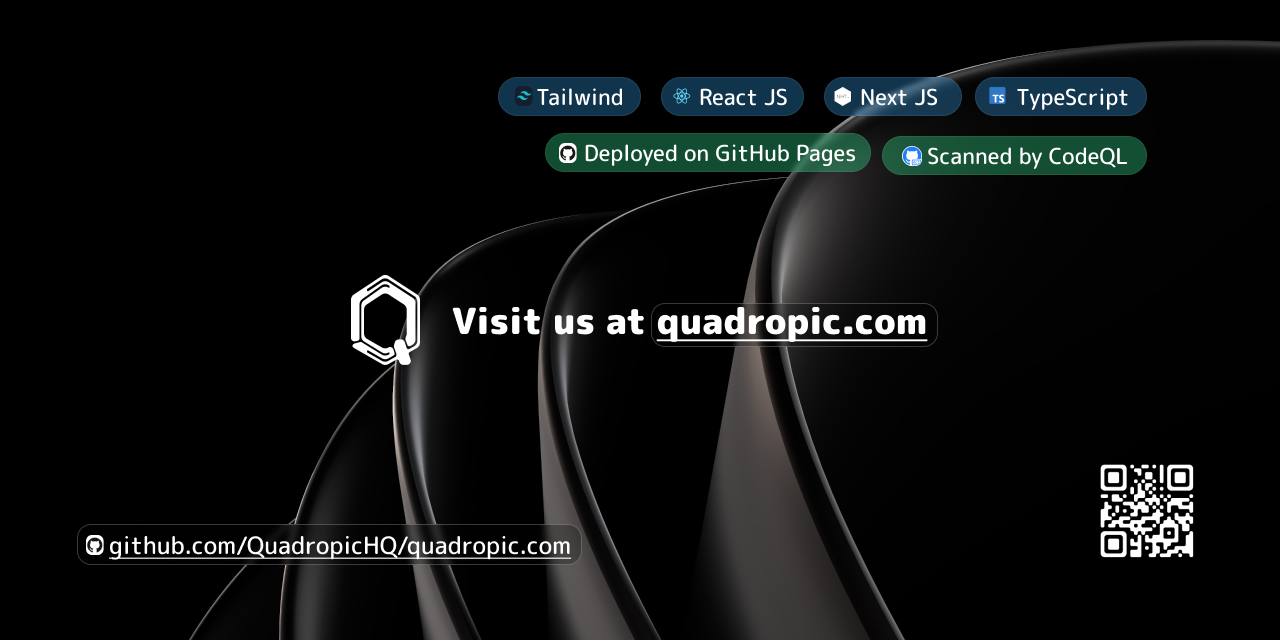 Tailwind React JS Next JS TypeScript
Deployed on GitHub Pages Scanned by CodeQL
Visit us at quadropic.com
github.com/QuadropicHQ/quadropic.com